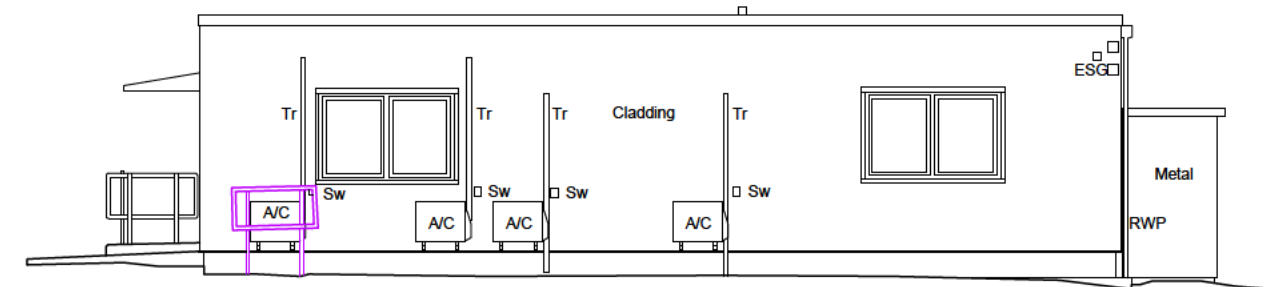 ESG
Tr
Tr
Tr
Cladding
Tr
Metal
Sw
Sw
Sw
Sw
A/C
A/C
A/C
A/C
RWP